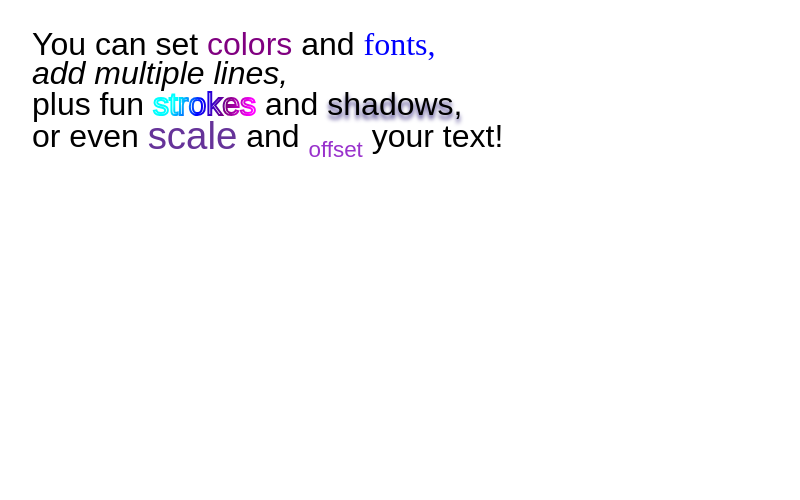 You can set colors and fonts,
add multiple lines,
plus fun strokes and shadows,
or even scale and offset your text!